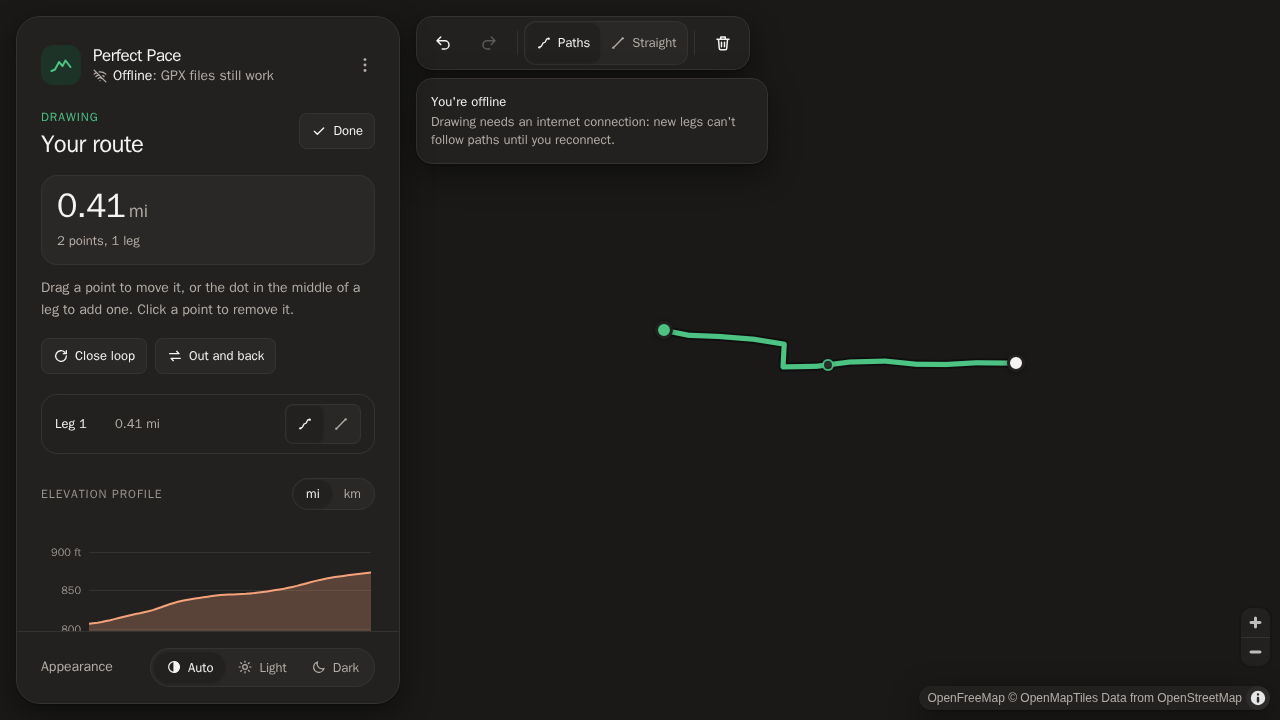 Perfect Pace
Offline: GPX files still work
DRAWING
Your route
Done
0.41 mi
2 points, 1 leg
Drag a point to move it, or the dot in the middle of a
leg to add one. Click a point to remove it.
Close loop
Out and back
Leg 1
0.41 mi
ELEVATION PROFILE
mi
km
900 ft
850
800
Appearance
Auto
Light
Dark
Paths
Straight
You're offline
Drawing needs an internet connection: new legs can't
follow paths until you reconnect.
OpenFreeMap © OpenMapTiles Data from OpenStreetMap